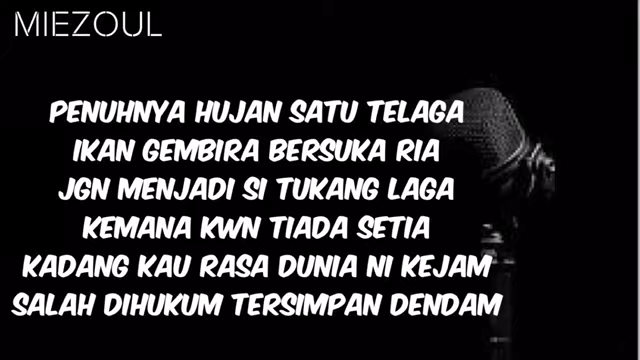 MIEZOUL
PENUHNYA HUJAN SATU TELAGA
IKAN GEMBIRA BERSUKA RIA
JGN MENJADI SI TUKANG LAGA
KEMANA KWN TIADA SETIA
KADANG KAU RASA DUNIA NI KEJAM
SALAH DIHUKUM TERSIMPAN DENDAM